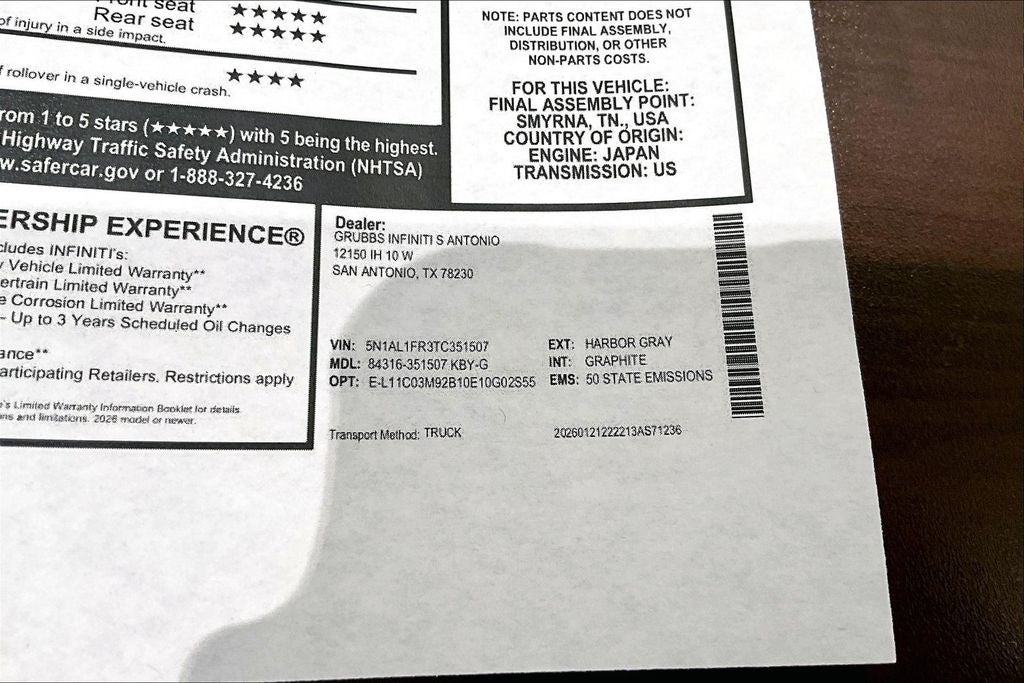 Front seat ★★★★★
Rear seat ★★★★★
of injury in a side impact.
f rollover in a single-vehicle crash. ★★★★
rom 1 to 5 stars (★★★★★) with 5 being the highest.
Highway Traffic Safety Administration (NHTSA)
w.safercar.gov or 1-888-327-4236
NOTE: PARTS CONTENT DOES NOT
INCLUDE FINAL ASSEMBLY,
DISTRIBUTION, OR OTHER
NON-PARTS COSTS.
FOR THIS VEHICLE:
FINAL ASSEMBLY POINT:
SMYRNA, TN., USA
COUNTRY OF ORIGIN:
ENGINE: JAPAN
TRANSMISSION: US
ERSHIP EXPERIENCE®
cludes INFINITI's:
y Vehicle Limited Warranty**
ertrain Limited Warranty**
e Corrosion Limited Warranty**
- Up to 3 Years Scheduled Oil Changes
ance**
articipating Retailers. Restrictions apply
e's Limited Warranty Information Booklet for details.
ns and limitations. 2026 model or newer.
Dealer:
GRUBBS INFINITI S ANTONIO
12150 IH 10 W
SAN ANTONIO, TX 78230
VIN: 5N1AL1FR3TC351507
MDL: 84316-351507 KBY-G
OPT: E-L11C03M92B10E10G02S55
EXT: HARBOR GRAY
INT: GRAPHITE
EMS: 50 STATE EMISSIONS
Transport Method: TRUCK
20260121222213AS71236